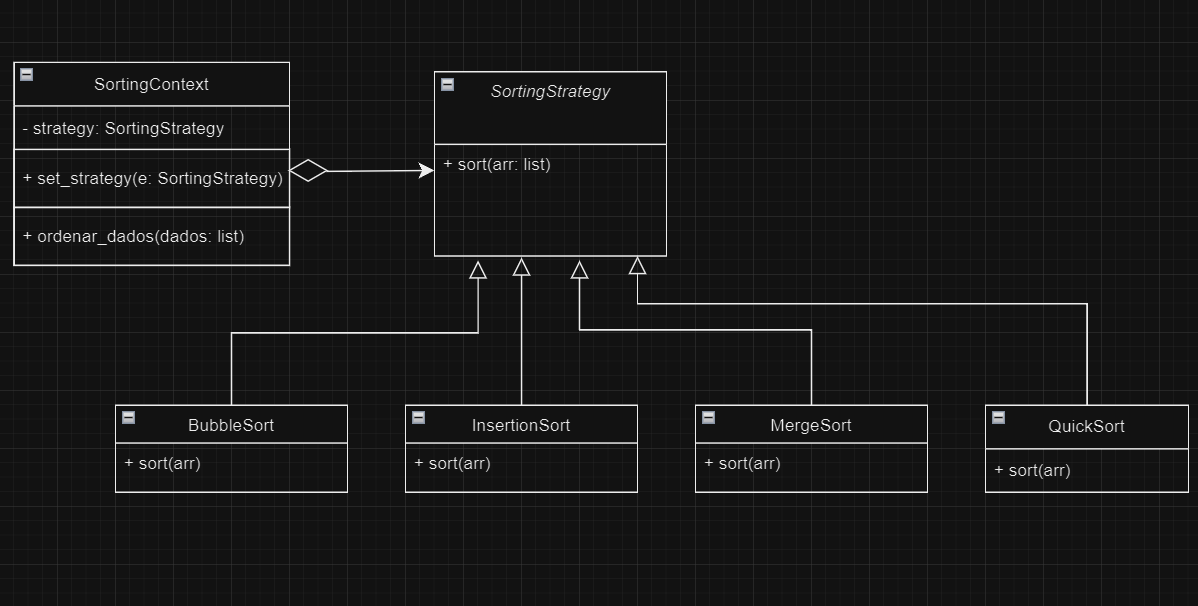 SortingContext
- strategy: SortingStrategy
+ set_strategy(e: SortingStrategy)
+ ordenar_dados(dados: list)
SortingStrategy
+ sort(arr: list)
BubbleSort
+ sort(arr)
InsertionSort
+ sort(arr)
MergeSort
+ sort(arr)
QuickSort
+ sort(arr)